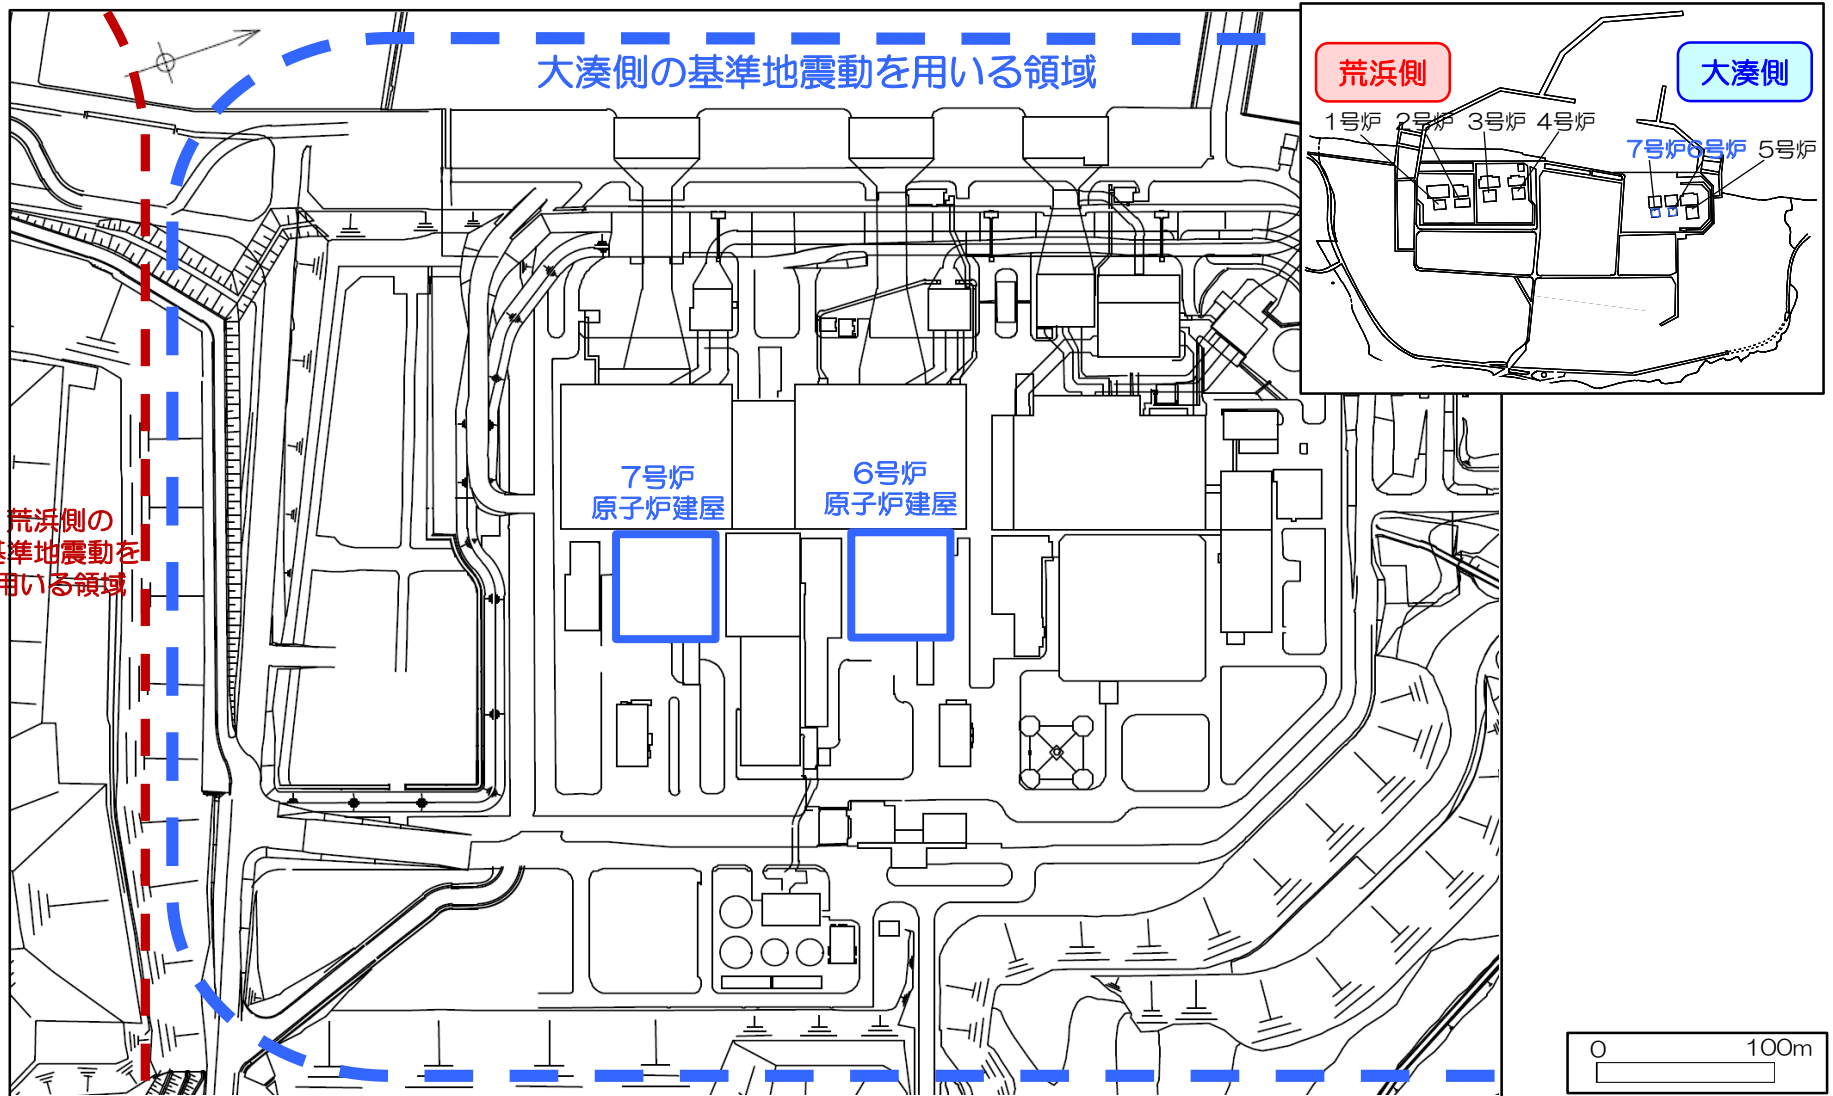 大湊側の基準地震動を用いる領域
荒浜側
大湊側
1号炉 2号炉 3号炉 4号炉
7号炉 6号炉 5号炉
7号炉
原子炉建屋
6号炉
原子炉建屋
荒浜側の
基準地震動を
用いる領域
0 100m